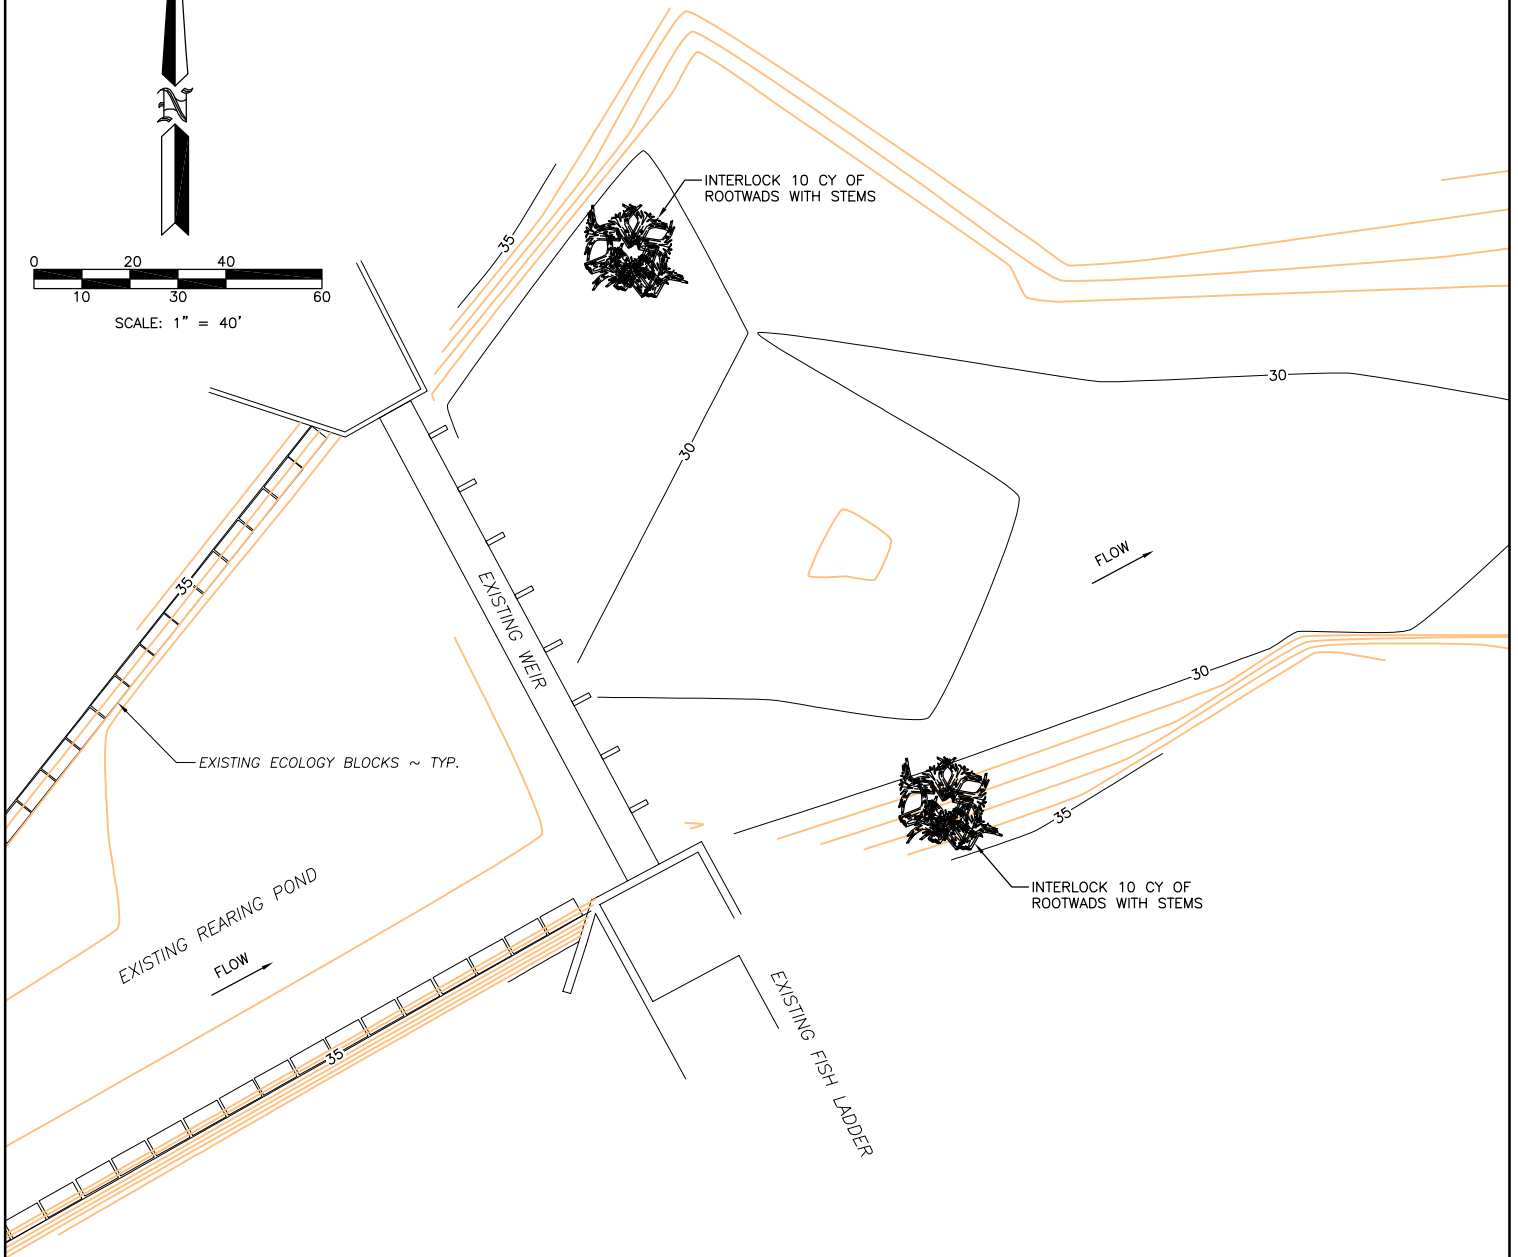 N
INTERLOCK 10 CY OF
ROOTWADS WITH STEMS
35
0 20 40
10 30 60
SCALE: 1" = 40'
30
30
FLOW
35
EXISTING WEIR
30
EXISTING ECOLOGY BLOCKS ~ TYP.
35
INTERLOCK 10 CY OF
ROOTWADS WITH STEMS
EXISTING REARING POND
FLOW
35
EXISTING FISH LADDER